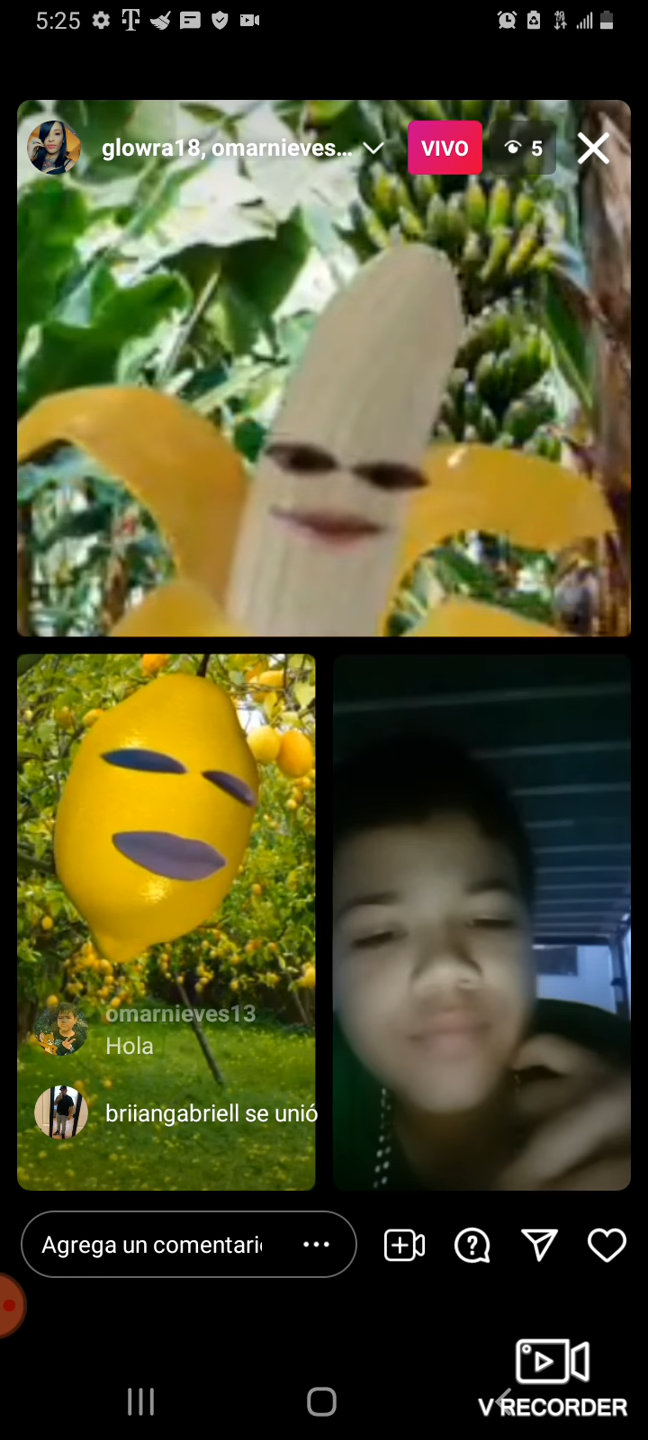 5:25
glowra18, omarnieves... VIVO 5
omarnieves13
Hola
briiangabriell se unió
Agrega un comentari
V RECORDER